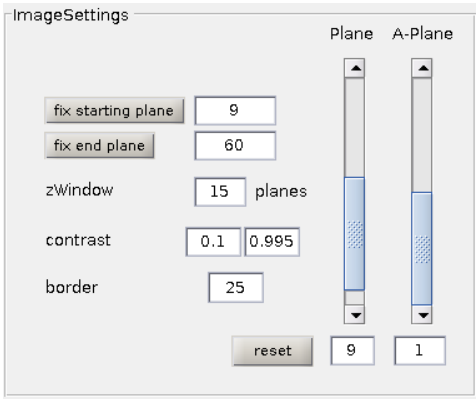 ImageSettings
Plane A-Plane
fix starting plane 9
fix end plane 60
zWindow 15 planes
contrast 0.1 0.995
border 25
reset 9 1